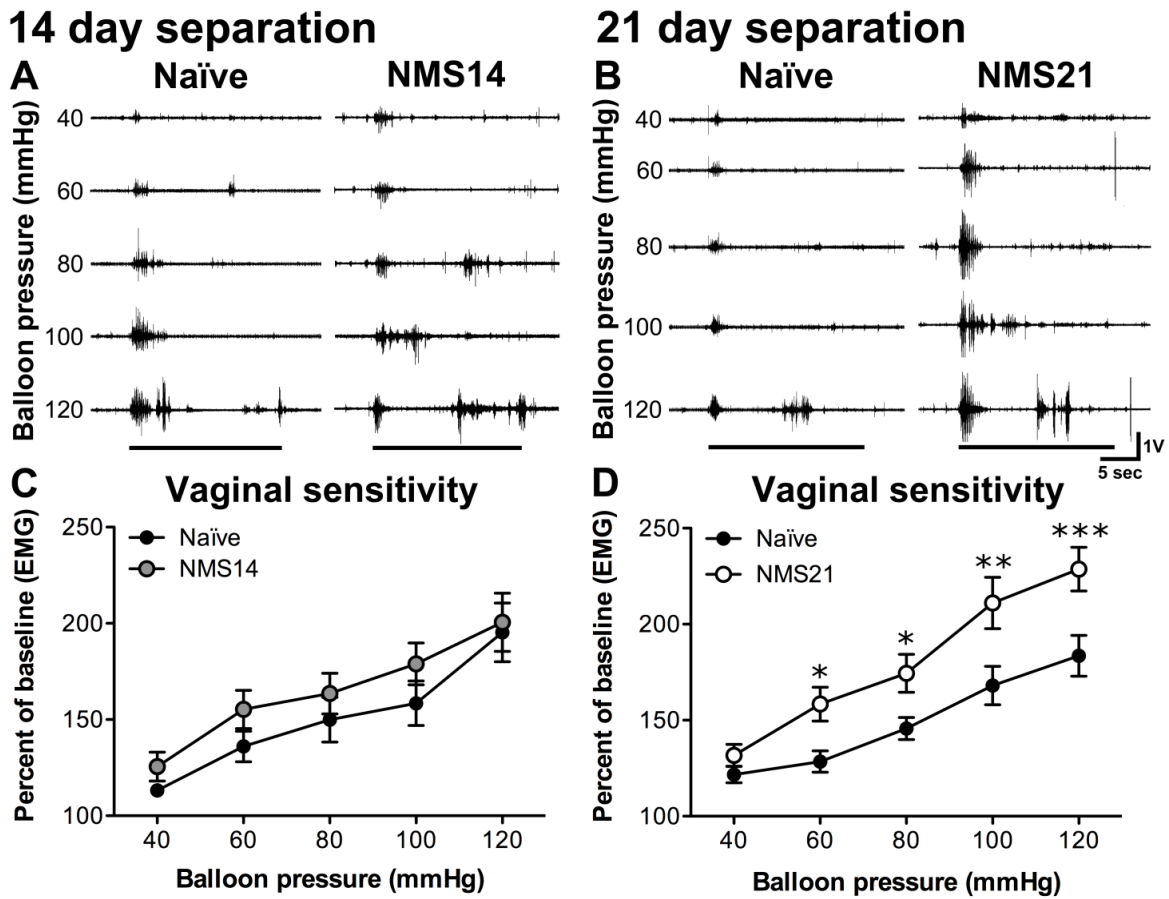 14 day separation
21 day separation
A
Naïve
NMS14
Balloon pressure (mmHg)
40
60
80
100
120
B
Naïve
NMS21
Balloon pressure (mmHg)
40
60
80
100
120
1V
5 sec
C
Vaginal sensitivity
Percent of baseline (EMG)
250
200
150
100
Naïve
NMS14
40 60 80 100 120
Balloon pressure (mmHg)
D
Vaginal sensitivity
Percent of baseline (EMG)
250
200
150
100
Naïve
NMS21
* * ** ***
40 60 80 100 120
Balloon pressure (mmHg)